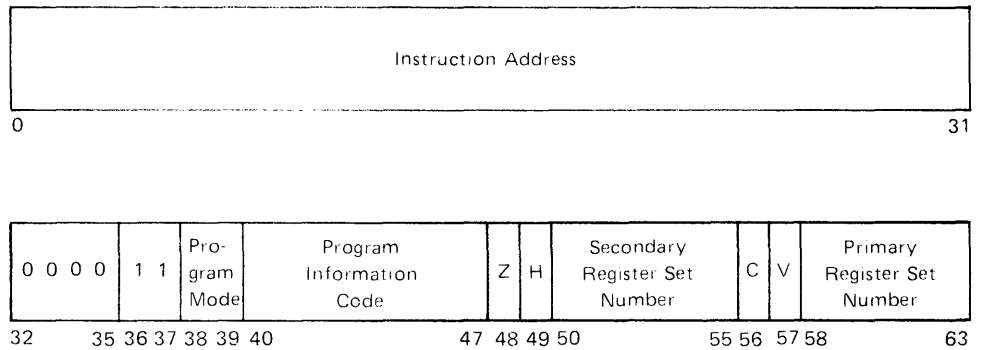 Instruction Address
0 31
0 0 0 0 1 1 Pro-
gram
Mode Program
Information
Code Z H Secondary
Register Set
Number C V Primary
Register Set
Number
32 35 36 37 38 39 40 47 48 49 50 55 56 57 58 63